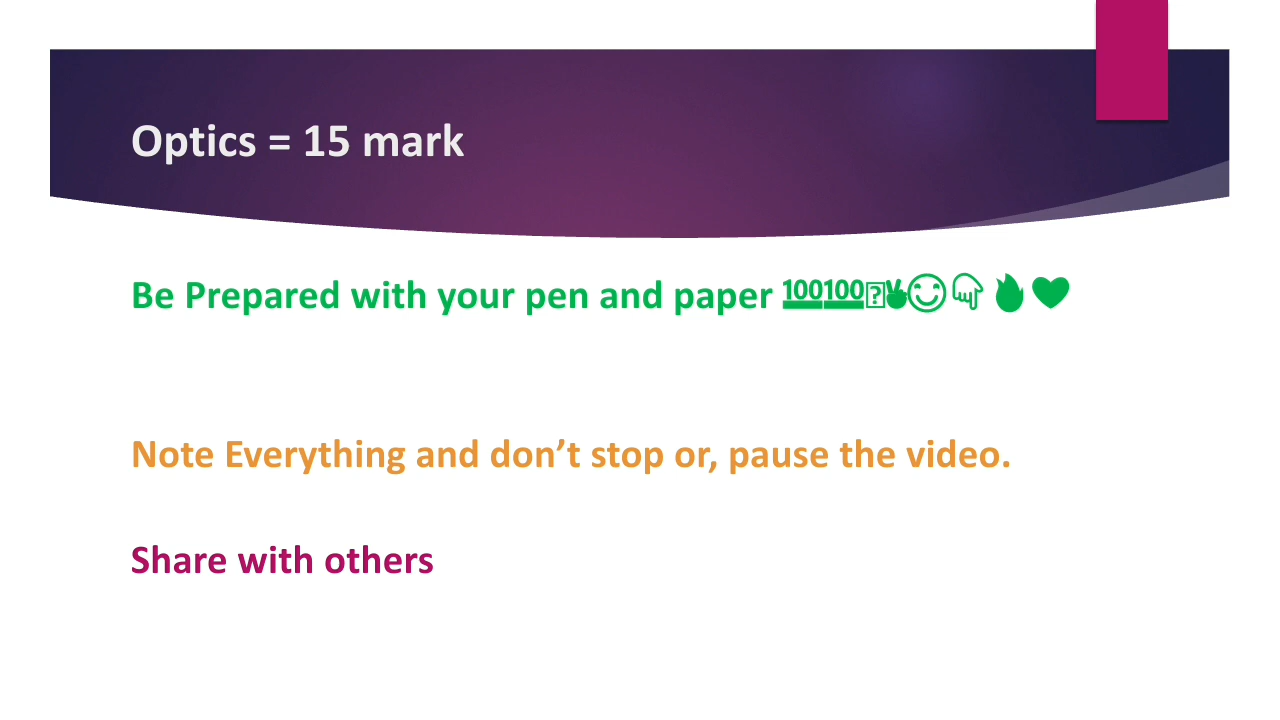 Optics = 15 mark
Be Prepared with your pen and paper 💯💯⍰✌☺👇🔥❤
Note Everything and don’t stop or, pause the video.
Share with others